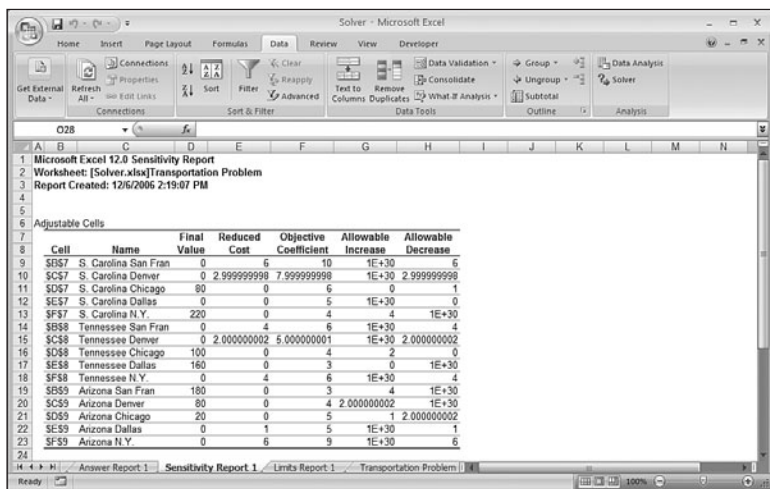 Solver - Microsoft Excel
Home Insert Page Layout Formulas Data Review View Developer
Get External Data
Refresh All
Connections
Properties
Edit Links
Connections
Sort
Filter
Clear
Reapply
Advanced
Sort & Filter
Text to Columns
Remove Duplicates
Data Validation
Consolidate
What-If Analysis
Data Tools
Group
Ungroup
Subtotal
Outline
Data Analysis
Solver
Analysis
O28 fx
A B C D E F G H I J K L M N
1 Microsoft Excel 12.0 Sensitivity Report
2 Worksheet: [Solver.xlsx]Transportation Problem
3 Report Created: 12/6/2006 2:19:07 PM
4
5
6 Adjustable Cells
7 Final Reduced Objective Allowable Allowable
8 Cell Name Value Cost Coefficient Increase Decrease
9 $B$7 S. Carolina San Fran 0 6 10 1E+30 6
10 $C$7 S. Carolina Denver 0 2.999999998 7.999999998 1E+30 2.999999998
11 $D$7 S. Carolina Chicago 80 0 6 0 1
12 $E$7 S. Carolina Dallas 0 0 5 1E+30 0
13 $F$7 S. Carolina N.Y. 220 0 4 4 1E+30
14 $B$8 Tennessee San Fran 0 4 6 1E+30 4
15 $C$8 Tennessee Denver 0 2.000000002 5.000000001 1E+30 2.000000002
16 $D$8 Tennessee Chicago 100 0 4 2 0
17 $E$8 Tennessee Dallas 160 0 3 0 1E+30
18 $F$8 Tennessee N.Y. 0 4 6 1E+30 4
19 $B$9 Arizona San Fran 180 0 3 4 1E+30
20 $C$9 Arizona Denver 80 0 4 2.000000002 1E+30
21 $D$9 Arizona Chicago 20 0 5 1 2.000000002
22 $E$9 Arizona Dallas 0 1 5 1E+30 1
23 $F$9 Arizona N.Y. 0 6 9 1E+30 6
24
Answer Report 1 Sensitivity Report 1 Limits Report 1 Transportation Problem
Ready 100%